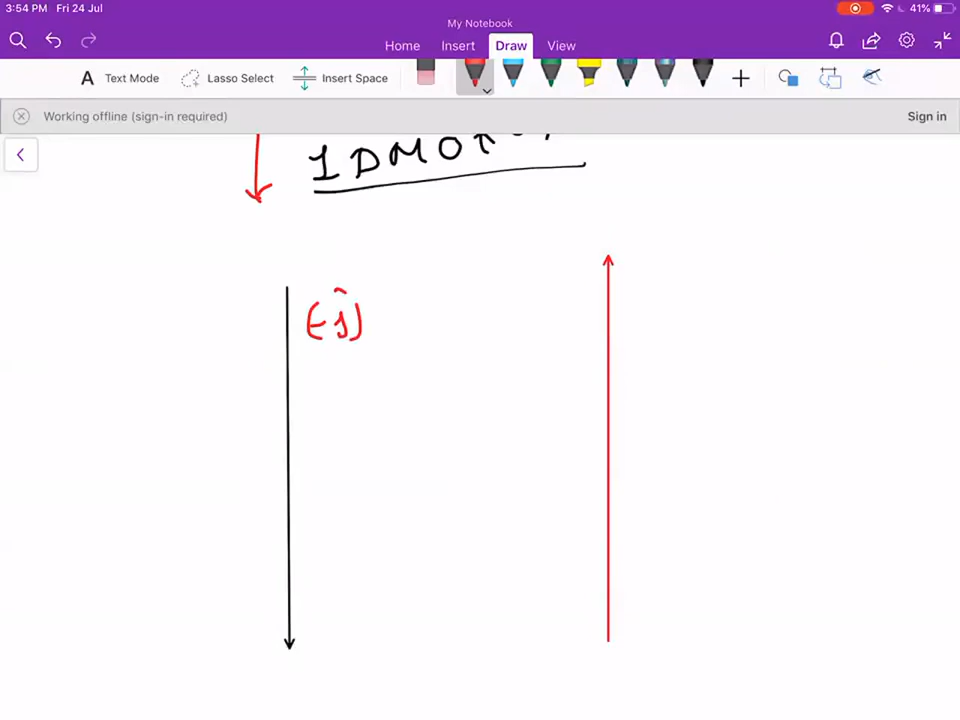 3:54 PM Fri 24 Jul
41%
My Notebook
Home Insert Draw View
A Text Mode Lasso Select Insert Space
Working offline (sign-in required) Sign in
(-ĵ)